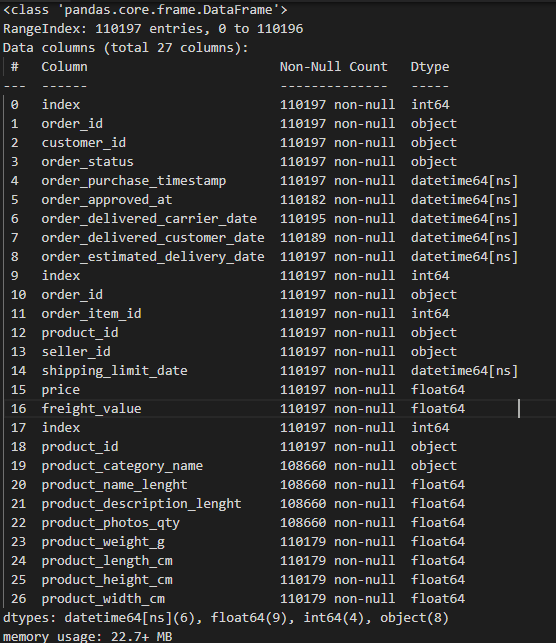 <class 'pandas.core.frame.DataFrame'>
RangeIndex: 110197 entries, 0 to 110196
Data columns (total 27 columns):
 #   Column                         Non-Null Count   Dtype
---  ------                         --------------   -----
 0   index                          110197 non-null  int64
 1   order_id                       110197 non-null  object
 2   customer_id                    110197 non-null  object
 3   order_status                   110197 non-null  object
 4   order_purchase_timestamp       110197 non-null  datetime64[ns]
 5   order_approved_at              110182 non-null  datetime64[ns]
 6   order_delivered_carrier_date   110195 non-null  datetime64[ns]
 7   order_delivered_customer_date  110189 non-null  datetime64[ns]
 8   order_estimated_delivery_date  110197 non-null  datetime64[ns]
 9   index                          110197 non-null  int64
 10  order_id                       110197 non-null  object
 11  order_item_id                  110197 non-null  int64
 12  product_id                     110197 non-null  object
 13  seller_id                      110197 non-null  object
 14  shipping_limit_date            110197 non-null  datetime64[ns]
 15  price                          110197 non-null  float64
 16  freight_value                  110197 non-null  float64
 17  index                          110197 non-null  int64
 18  product_id                     110197 non-null  object
 19  product_category_name          108660 non-null  object
 20  product_name_lenght            108660 non-null  float64
 21  product_description_lenght     108660 non-null  float64
 22  product_photos_qty             108660 non-null  float64
 23  product_weight_g               110179 non-null  float64
 24  product_length_cm              110179 non-null  float64
 25  product_height_cm              110179 non-null  float64
 26  product_width_cm               110179 non-null  float64
dtypes: datetime64[ns](6), float64(9), int64(4), object(8)
memory usage: 22.7+ MB